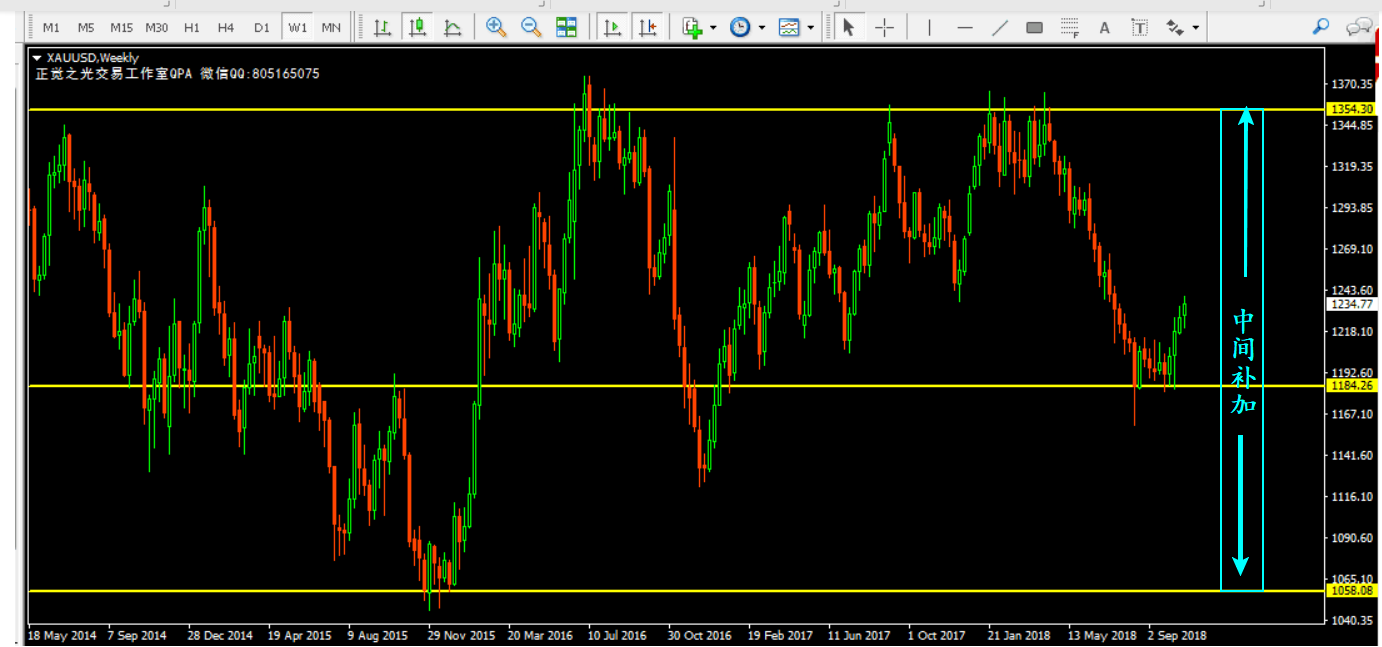 M1 M5 M15 M30 H1 H4 D1 W1 MN
A T
F
XAUUSD,Weekly
正觉之光交易工作室QPA 微信QQ:805165075
1370.35
1354.30
1344.85
1319.35
1293.85
1269.10
1243.60
1234.77
1218.10
1192.60
1184.26
1167.10
1141.60
1116.10
1090.60
1065.10
1058.08
1040.35
中
间
补
加
18 May 2014 7 Sep 2014 28 Dec 2014 19 Apr 2015 9 Aug 2015 29 Nov 2015 20 Mar 2016 10 Jul 2016 30 Oct 2016 19 Feb 2017 11 Jun 2017 1 Oct 2017 21 Jan 2018 13 May 2018 2 Sep 2018